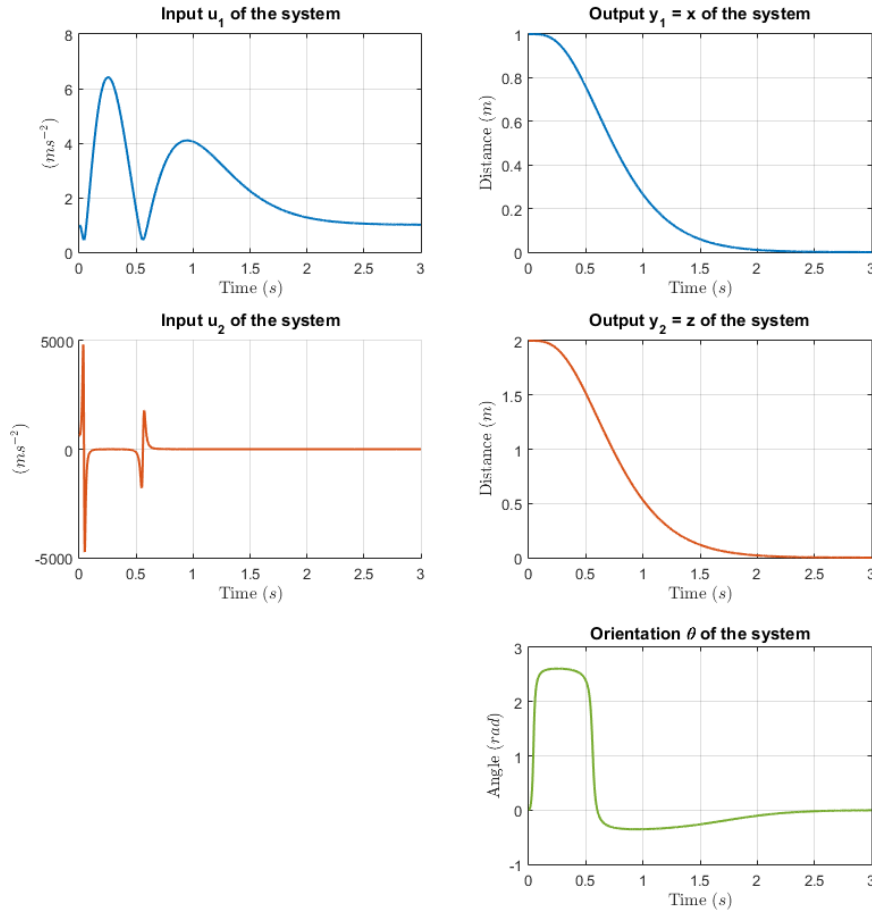 Input u₁ of the system
8
6
4
2
0
(ms⁻²)
0 0.5 1 1.5 2 2.5 3
Time (s)
Output y₁ = x of the system
1
0.8
0.6
0.4
0.2
0
Distance (m)
0 0.5 1 1.5 2 2.5 3
Time (s)
Input u₂ of the system
5000
0
-5000
(ms⁻²)
0 0.5 1 1.5 2 2.5 3
Time (s)
Output y₂ = z of the system
2
1.5
1
0.5
0
Distance (m)
0 0.5 1 1.5 2 2.5 3
Time (s)
Orientation θ of the system
3
2
1
0
-1
Angle (rad)
0 0.5 1 1.5 2 2.5 3
Time (s)